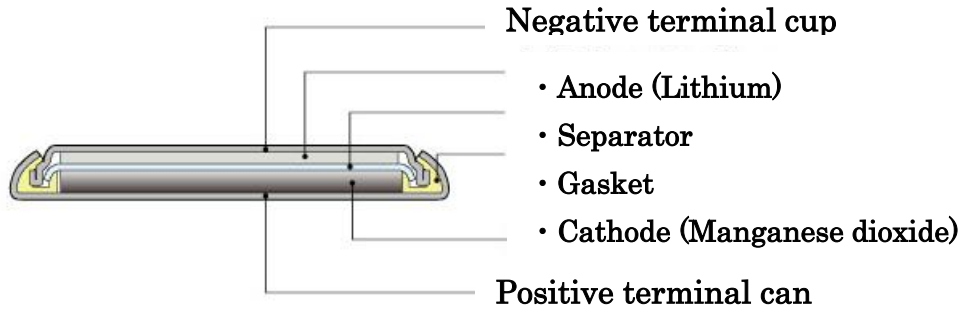 Negative terminal cup
・Anode (Lithium)
・Separator
・Gasket
・Cathode (Manganese dioxide)
Positive terminal can